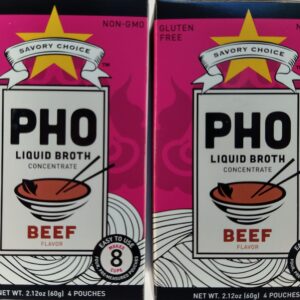 NON-GMO
SAVORY CHOICE
PHO
LIQUID BROTH
CONCENTRATE
BEEF
FLAVOR
EASY TO USE
MAKES
8
CUPS
NET WT. 2.12oz (60g) 4 POUCHES
GLUTEN
FREE
SAVORY CHOICE
PHO
LIQUID BROTH
CONCENTRATE
BEEF
FLAVOR
NET WT. 2.12oz (60g) 4 POUCHES